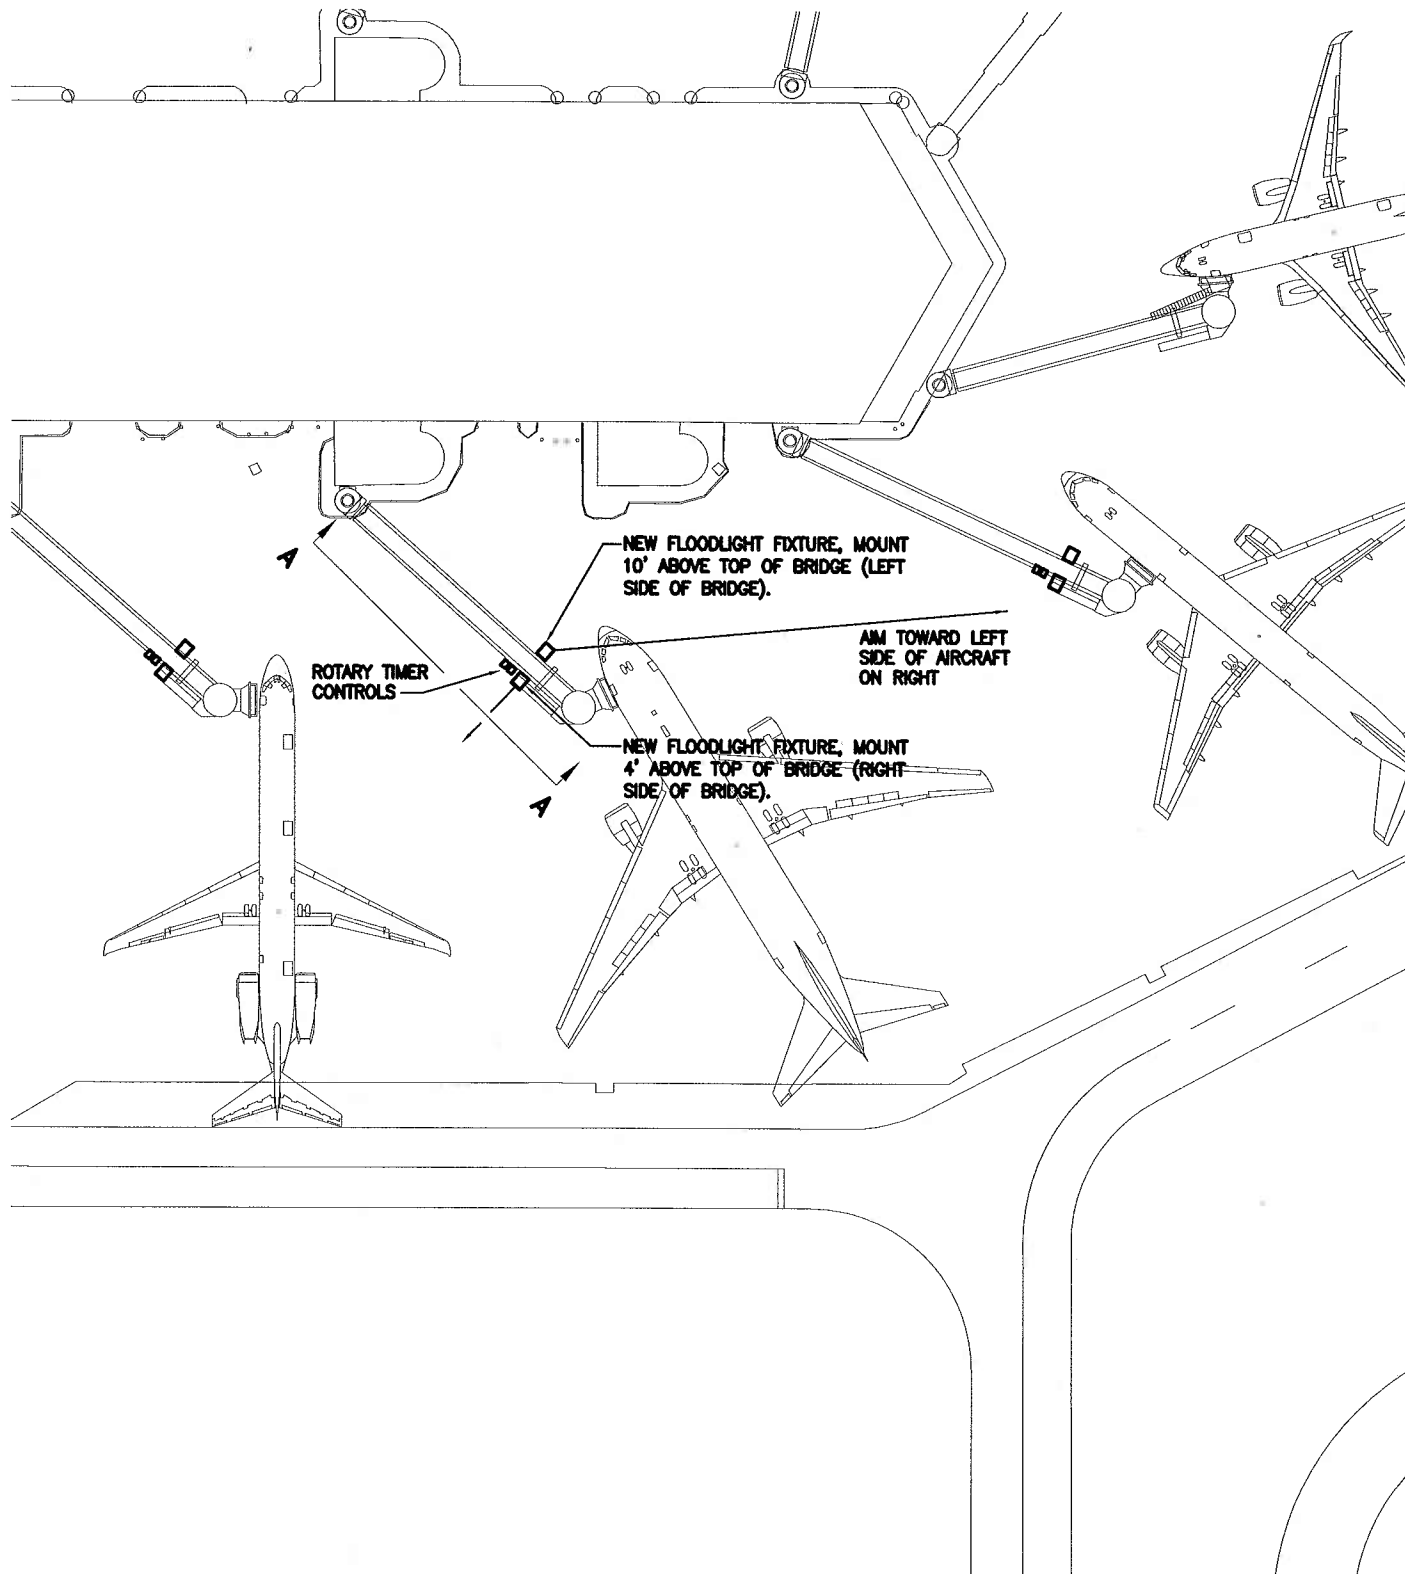 A
NEW FLOODLIGHT FIXTURE, MOUNT
10' ABOVE TOP OF BRIDGE (LEFT
SIDE OF BRIDGE).
AIM TOWARD LEFT
SIDE OF AIRCRAFT
ON RIGHT
ROTARY TIMER
CONTROLS
NEW FLOODLIGHT FIXTURE, MOUNT
4' ABOVE TOP OF BRIDGE (RIGHT
SIDE OF BRIDGE).
A